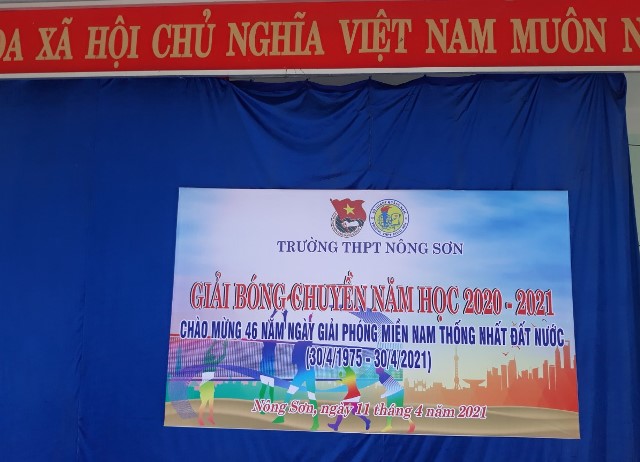 OA XÃ HỘI CHỦ NGHĨA VIỆT NAM MUÔN N
TRƯỜNG THPT NÔNG SƠN
GIẢI BÓNG CHUYỀN NĂM HỌC 2020 - 2021
CHÀO MỪNG 46 NĂM NGÀY GIẢI PHÓNG MIỀN NAM THỐNG NHẤT ĐẤT NƯỚC
(30/4/1975 - 30/4/2021)
Nông Sơn, ngày 11 tháng 4 năm 2021